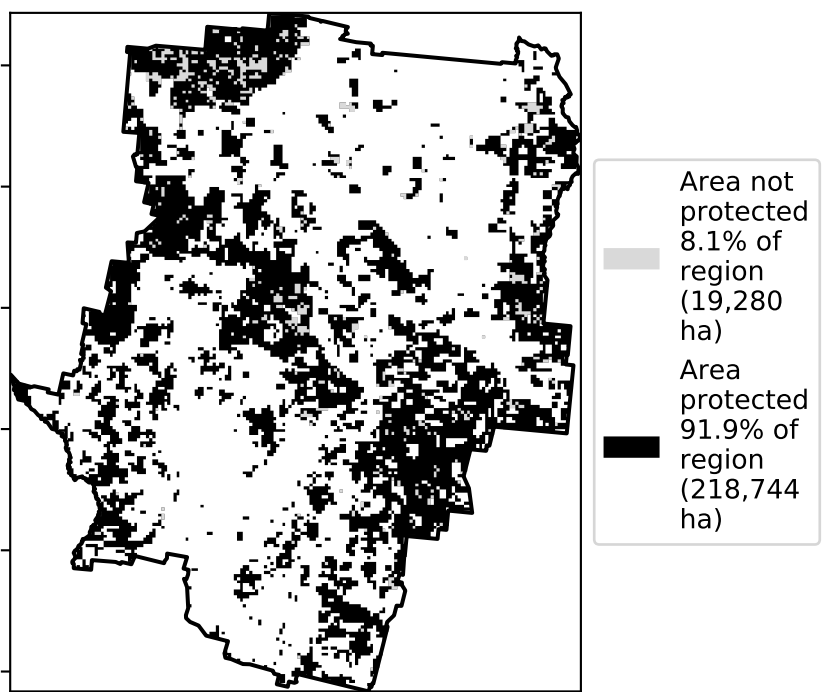 Area not
protected
8.1% of
region
(19,280
ha)
Area
protected
91.9% of
region
(218,744
ha)